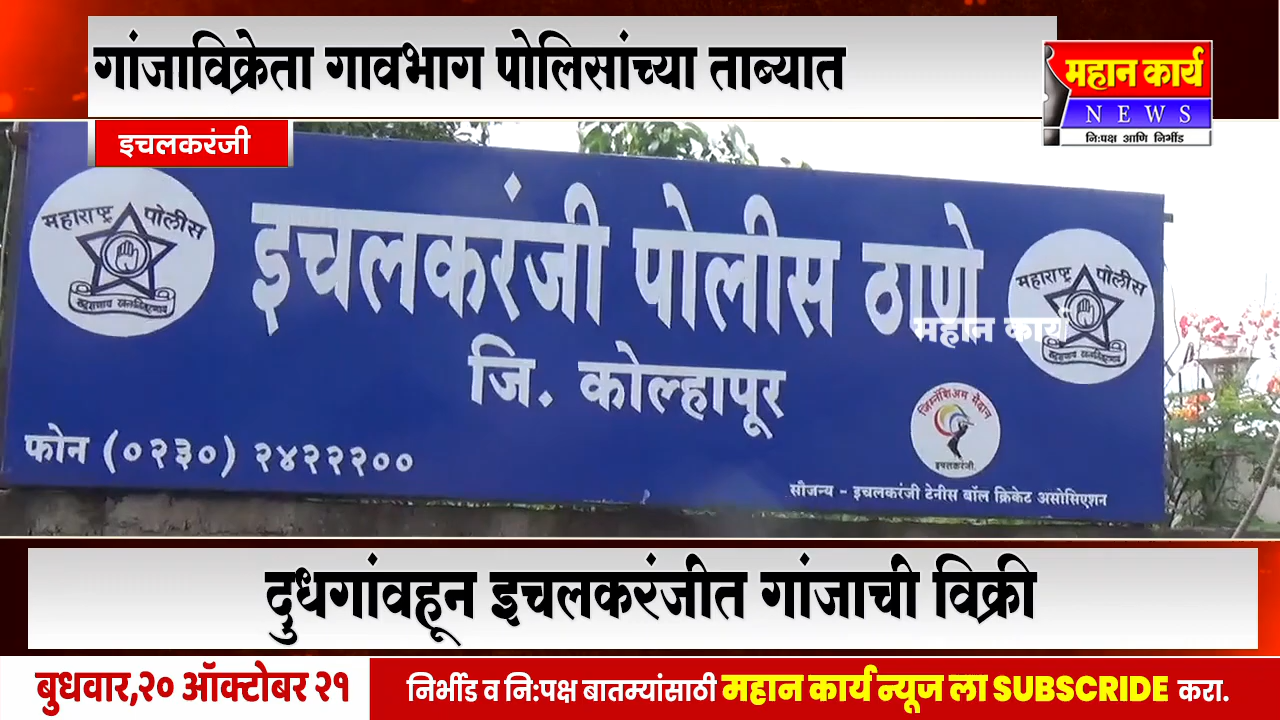 गांजाविक्रेता गावभाग पोलिसांच्या ताब्यात
महान कार्य
NEWS
नि:पक्ष आणि निर्भीड
इचलकरंजी
महाराष्ट्र पोलीस
इचलकरंजी पोलीस ठाणे
महाराष्ट्र पोलीस
महान कार्य
जि. कोल्हापूर
जिम्नॅशिअम मैदान
इचलकरंजी.
फोन (०२३०) २४२२२००
सौजन्य - इचलकरंजी टेनीस बॉल क्रिकेट असोसिएशन
दुधगांवहून इचलकरंजीत गांजाची विक्री
बुधवार,२० ऑक्टोबर २१
निर्भीड व नि:पक्ष बातम्यांसाठी महान कार्य न्यूज ला SUBSCRIDE करा.